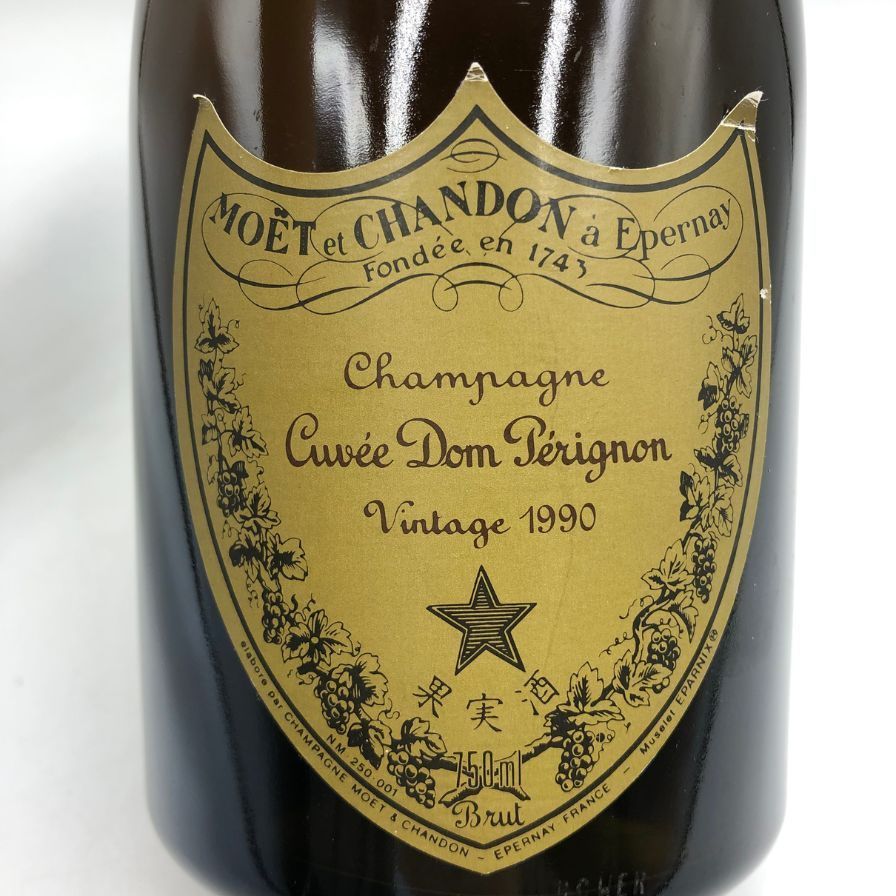 MOËT et CHANDON à Epernay
Fondée en 1743
Champagne
Cuvée Dom Pérignon
Vintage 1990
果実酒
750ml
Brut
elaboré par CHAMPAGNE MOET & CHANDON - EPERNAY FRANCE - Muselet EPARNIX
NM 250.001